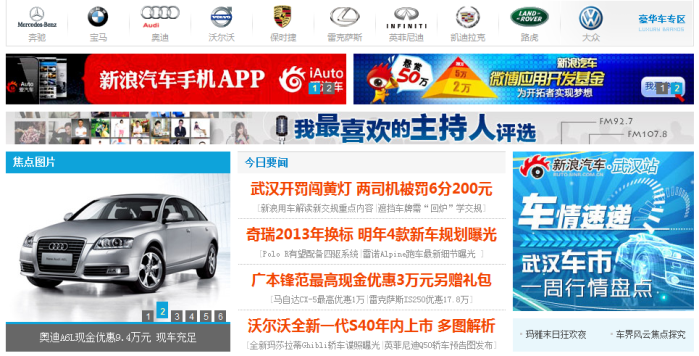 Mercedes-Benz
Audi
INFINITI
LAND-ROVER
奔驰
宝马
奥迪
沃尔沃
保时捷
雷克萨斯
英菲尼迪
凯迪拉克
路虎
大众
豪华车专区
新浪汽车手机APP
iAuto
1 2
悬赏50万
5万
2万
新浪汽车
微博应用开发基金
为开拓者实现梦想
1 2
我最喜欢的主持人评选
FM92.7
FM107.8
焦点图片
1 2 3 4 5 6
奥迪A6L现金优惠9.4万元 现车充足
今日要闻
武汉开罚闯黄灯 两司机被罚6分200元
[新浪用车解读新交规重点内容|遮挡车牌需“回炉”学交规]
奇瑞2013年换标 明年4款新车规划曝光
[Polo R有望配备四驱系统|雷诺Alpine跑车最新细节曝光 ]
广本锋范最高现金优惠3万元另赠礼包
[马自达CX-5最高优惠1万|雷克萨斯IS250优惠17.8万]
沃尔沃全新一代S40年内上市 多图解析
[全新玛莎拉蒂Ghibli轿车谍照曝光|英菲尼迪Q50轿车预告图发布]
新浪汽车·武汉站
车情速递
武汉车市
一周行情盘点
玛雅末日狂欢夜
车界风云焦点探究